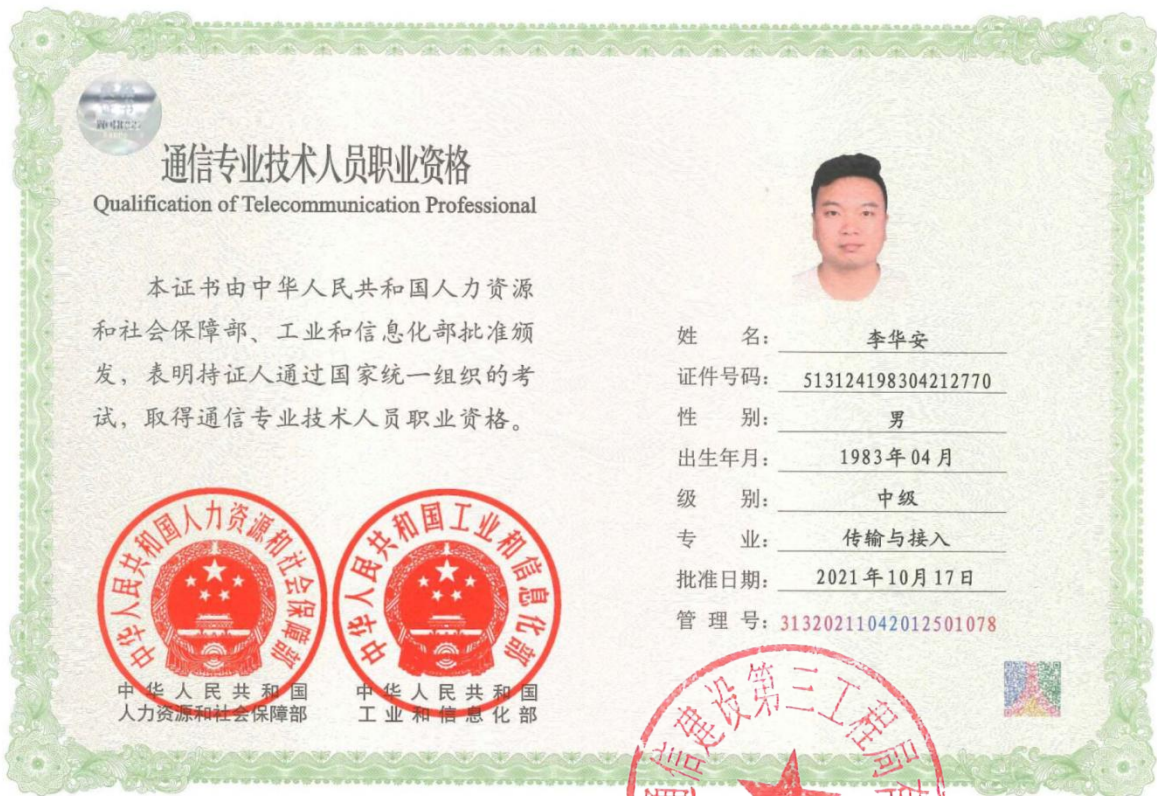 通信专业技术人员职业资格
Qualification of Telecommunication Professional
本证书由中华人民共和国人力资源
和社会保障部、工业和信息化部批准颁
发，表明持证人通过国家统一组织的考
试，取得通信专业技术人员职业资格。
中华人民共和国人力资源和社会保障部
中华人民共和国工业和信息化部
中华人民共和国
人力资源和社会保障部
中华人民共和国
工业和信息化部
姓名：李华安
证件号码：513124198304212770
性别：男
出生年月：1983年04月
级别：中级
专业：传输与接入
批准日期：2021年10月17日
管理号：31320211042012501078
通信建设第三工程局有